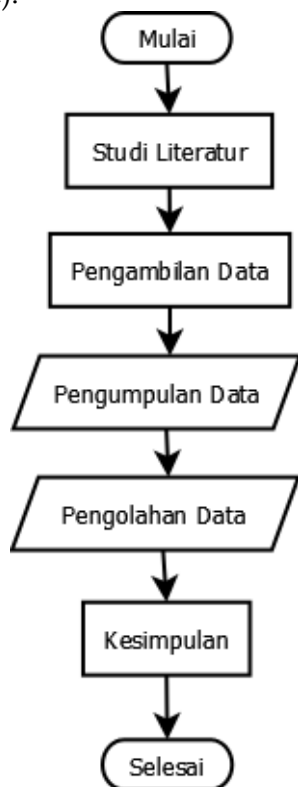 ).
Mulai
Studi Literatur
Pengambilan Data
Pengumpulan Data
Pengolahan Data
Kesimpulan
Selesai